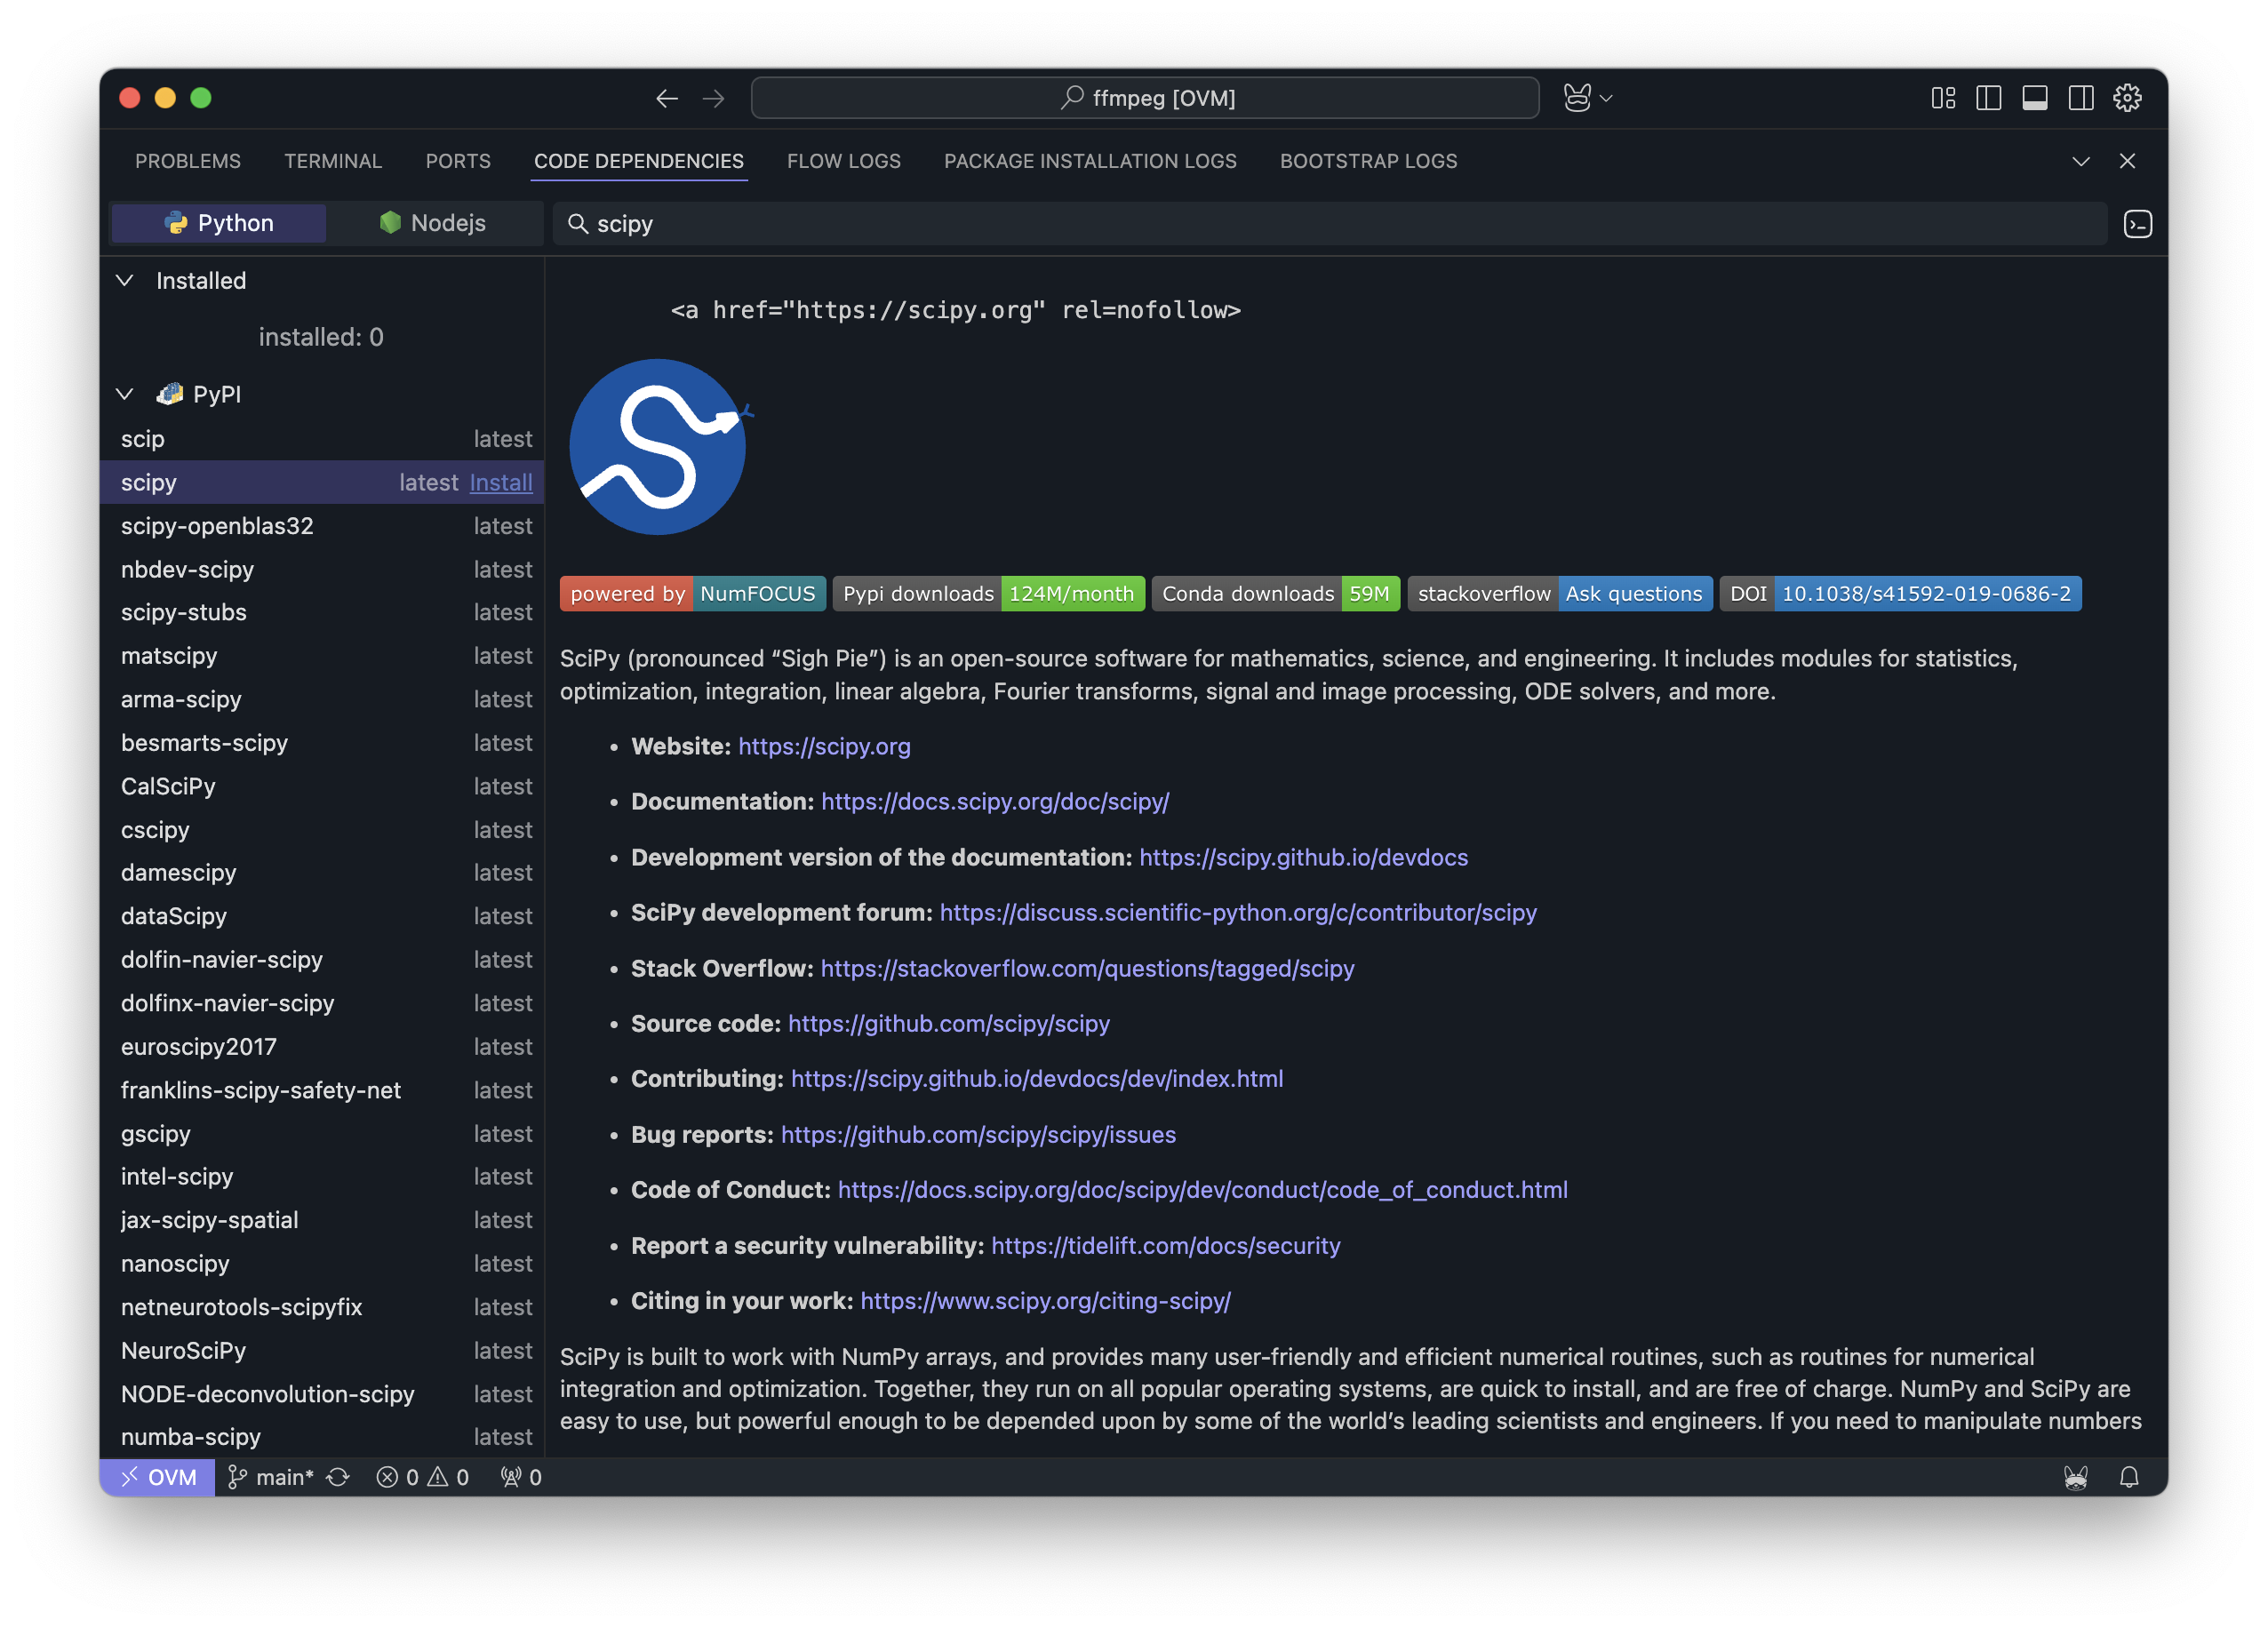 ffmpeg [OVM]
PROBLEMS TERMINAL PORTS CODE DEPENDENCIES FLOW LOGS PACKAGE INSTALLATION LOGS BOOTSTRAP LOGS
Python Nodejs scipy
Installed
installed: 0
PyPI
scip latest
scipy latest Install
scipy-openblas32 latest
nbdev-scipy latest
scipy-stubs latest
matscipy latest
arma-scipy latest
besmarts-scipy latest
CalSciPy latest
cscipy latest
damescipy latest
dataScipy latest
dolfin-navier-scipy latest
dolfinx-navier-scipy latest
euroscipy2017 latest
franklins-scipy-safety-net latest
gscipy latest
intel-scipy latest
jax-scipy-spatial latest
nanoscipy latest
netneurotools-scipyfix latest
NeuroSciPy latest
NODE-deconvolution-scipy latest
numba-scipy latest
<a href="https://scipy.org" rel=nofollow>
powered by NumFOCUS Pypi downloads 124M/month Conda downloads 59M stackoverflow Ask questions DOI 10.1038/s41592-019-0686-2
SciPy (pronounced “Sigh Pie”) is an open-source software for mathematics, science, and engineering. It includes modules for statistics,
optimization, integration, linear algebra, Fourier transforms, signal and image processing, ODE solvers, and more.
• Website: https://scipy.org
• Documentation: https://docs.scipy.org/doc/scipy/
• Development version of the documentation: https://scipy.github.io/devdocs
• SciPy development forum: https://discuss.scientific-python.org/c/contributor/scipy
• Stack Overflow: https://stackoverflow.com/questions/tagged/scipy
• Source code: https://github.com/scipy/scipy
• Contributing: https://scipy.github.io/devdocs/dev/index.html
• Bug reports: https://github.com/scipy/scipy/issues
• Code of Conduct: https://docs.scipy.org/doc/scipy/dev/conduct/code_of_conduct.html
• Report a security vulnerability: https://tidelift.com/docs/security
• Citing in your work: https://www.scipy.org/citing-scipy/
SciPy is built to work with NumPy arrays, and provides many user-friendly and efficient numerical routines, such as routines for numerical
integration and optimization. Together, they run on all popular operating systems, are quick to install, and are free of charge. NumPy and SciPy are
easy to use, but powerful enough to be depended upon by some of the world’s leading scientists and engineers. If you need to manipulate numbers
OVM main* 0 0 0